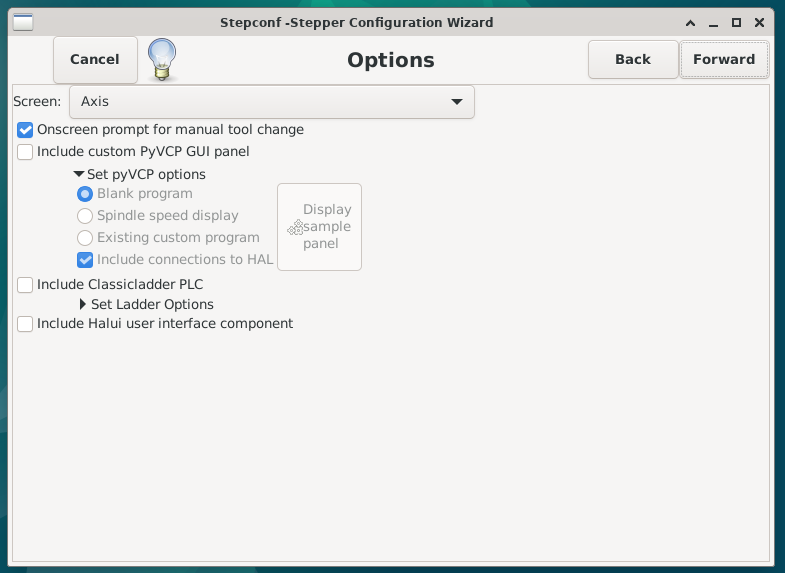 Stepconf -Stepper Configuration Wizard
Cancel
Options
Back
Forward
Screen:
Axis
Onscreen prompt for manual tool change
Include custom PyVCP GUI panel
Set pyVCP options
Blank program
Spindle speed display
Existing custom program
Include connections to HAL
Display
sample
panel
Include Classicladder PLC
Set Ladder Options
Include Halui user interface component